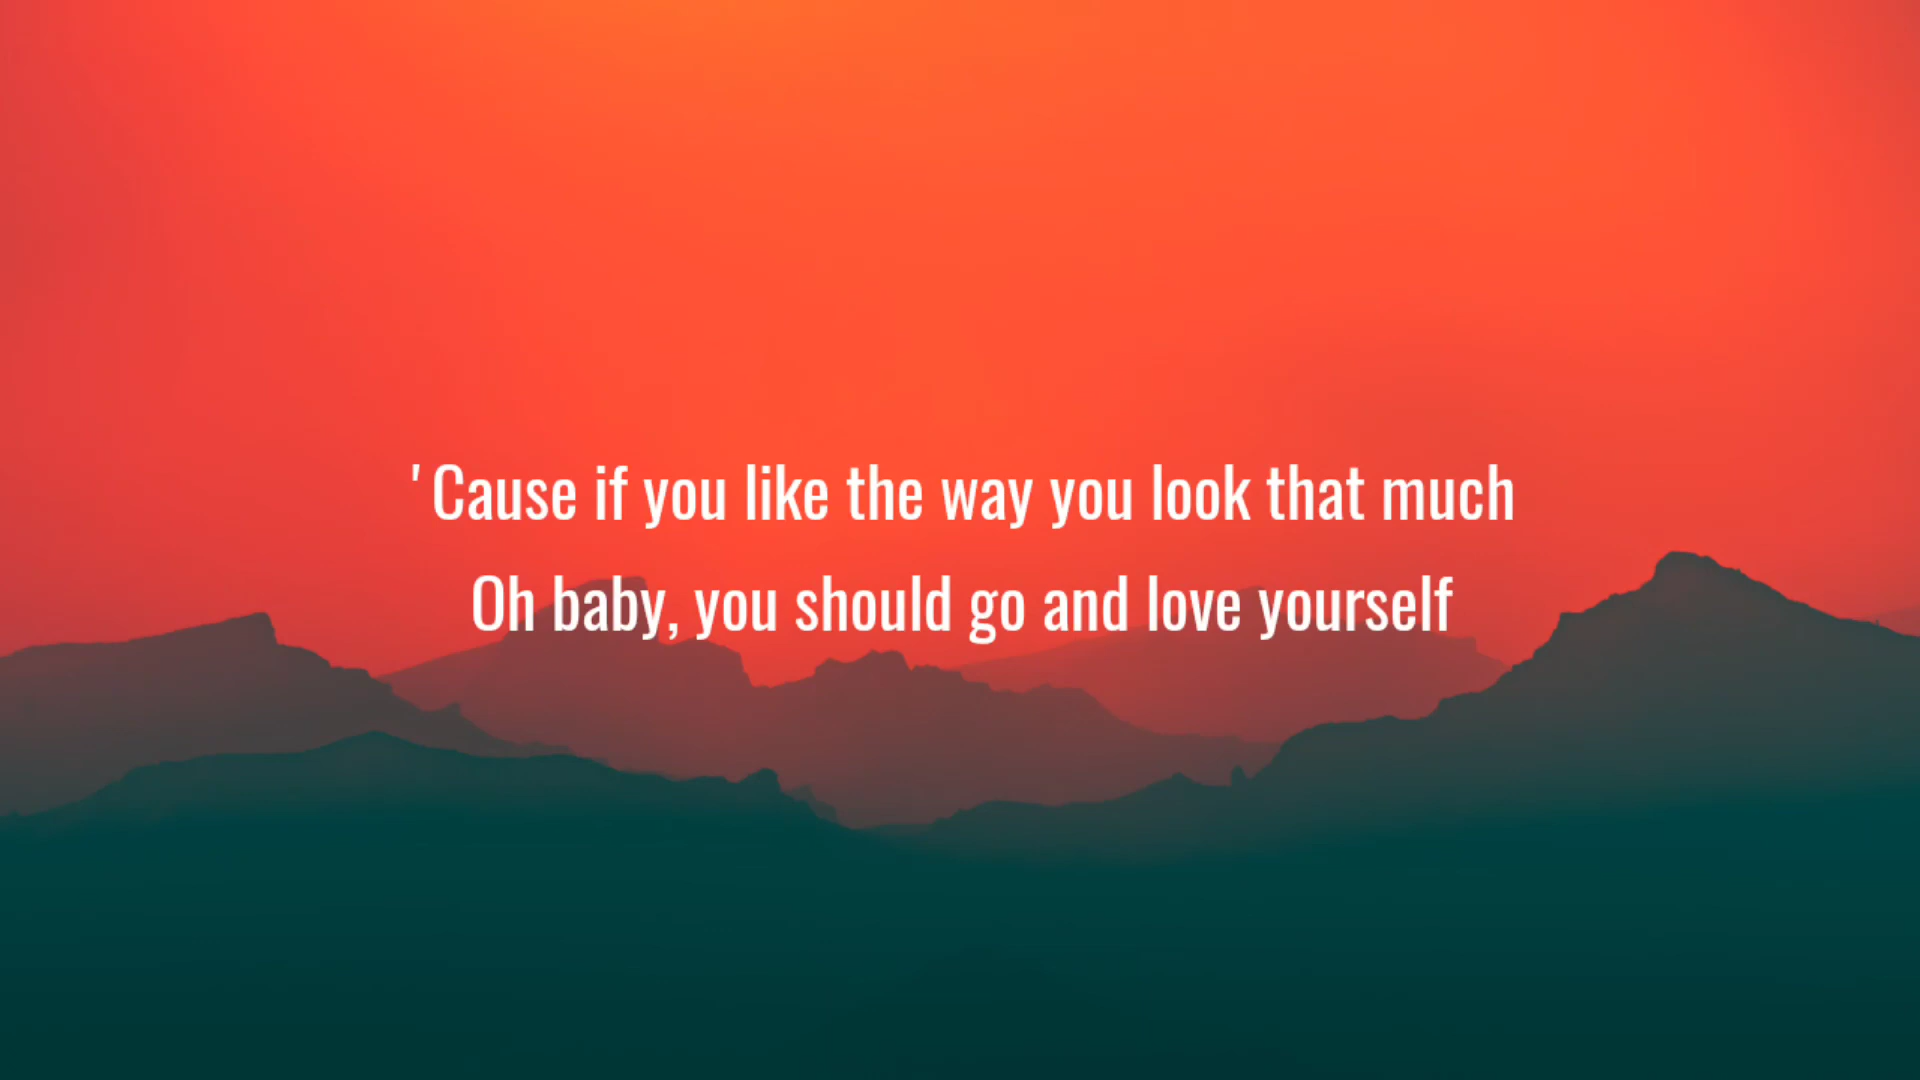 'Cause if you like the way you look that much
Oh baby, you should go and love yourself